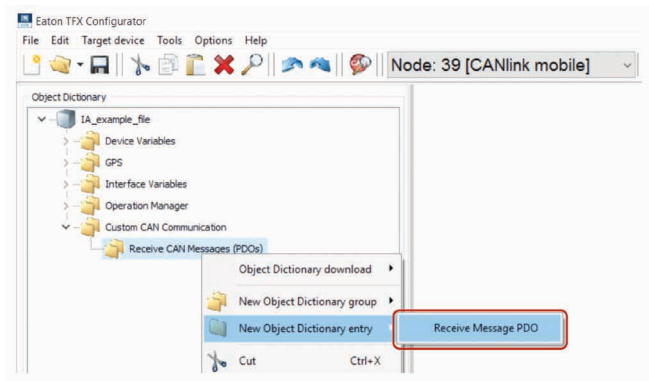 Eaton TFX Configurator
File Edit Target device Tools Options Help
Node: 39 [CANlink mobile]
Object Dictionary
IA_example_file
Device Variables
GPS
Interface Variables
Operation Manager
Custom CAN Communication
Receive CAN Messages (PDOs)
Object Dictionary download
New Object Dictionary group
New Object Dictionary entry
Receive Message PDO
Cut Ctrl+X